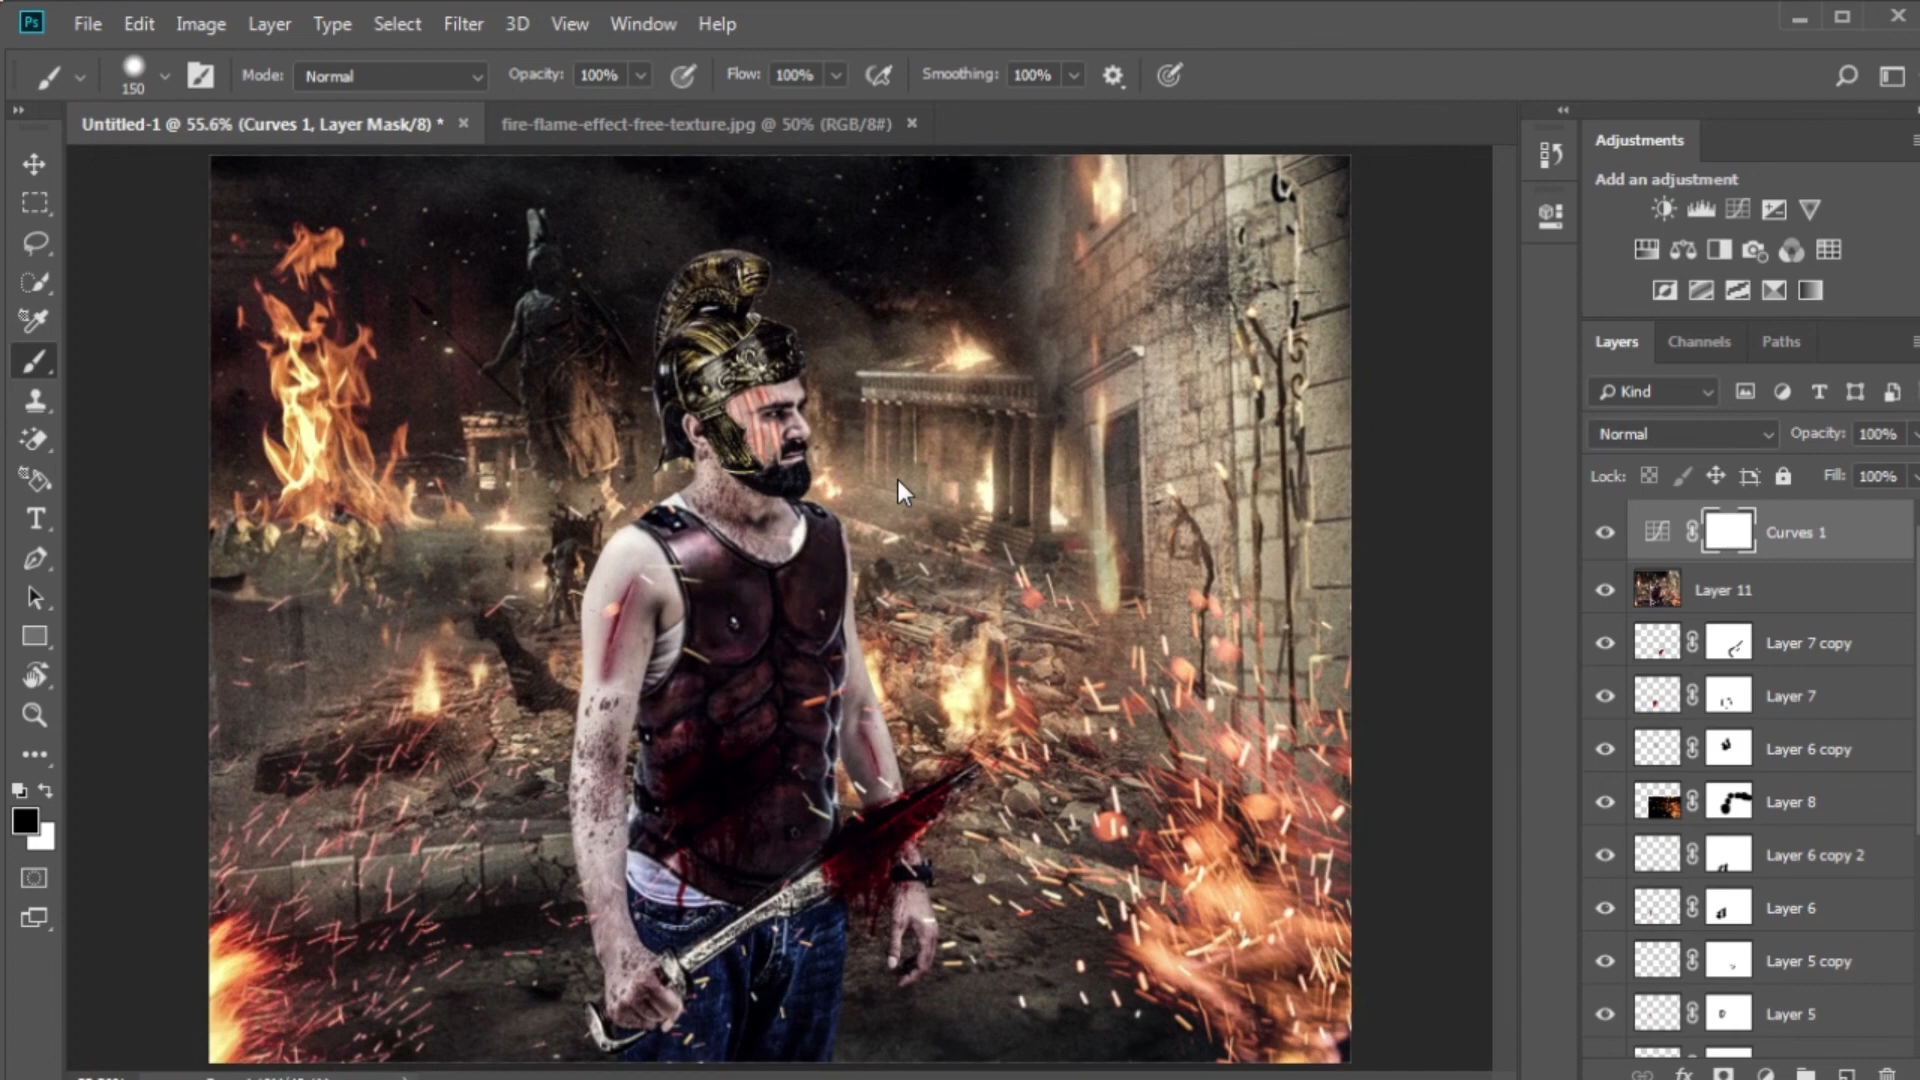 Ps File Edit Image Layer Type Select Filter 3D View Window Help
150 Mode: Normal Opacity: 100% Flow: 100% Smoothing: 100%
Untitled-1 @ 55.6% (Curves 1, Layer Mask/8) * × fire-flame-effect-free-texture.jpg @ 50% (RGB/8#) ×
Adjustments
Add an adjustment
Layers Channels Paths
Kind
Normal Opacity: 100%
Lock: Fill: 100%
Curves 1
Layer 11
Layer 7 copy
Layer 7
Layer 6 copy
Layer 8
Layer 6 copy 2
Layer 6
Layer 5 copy
Layer 5